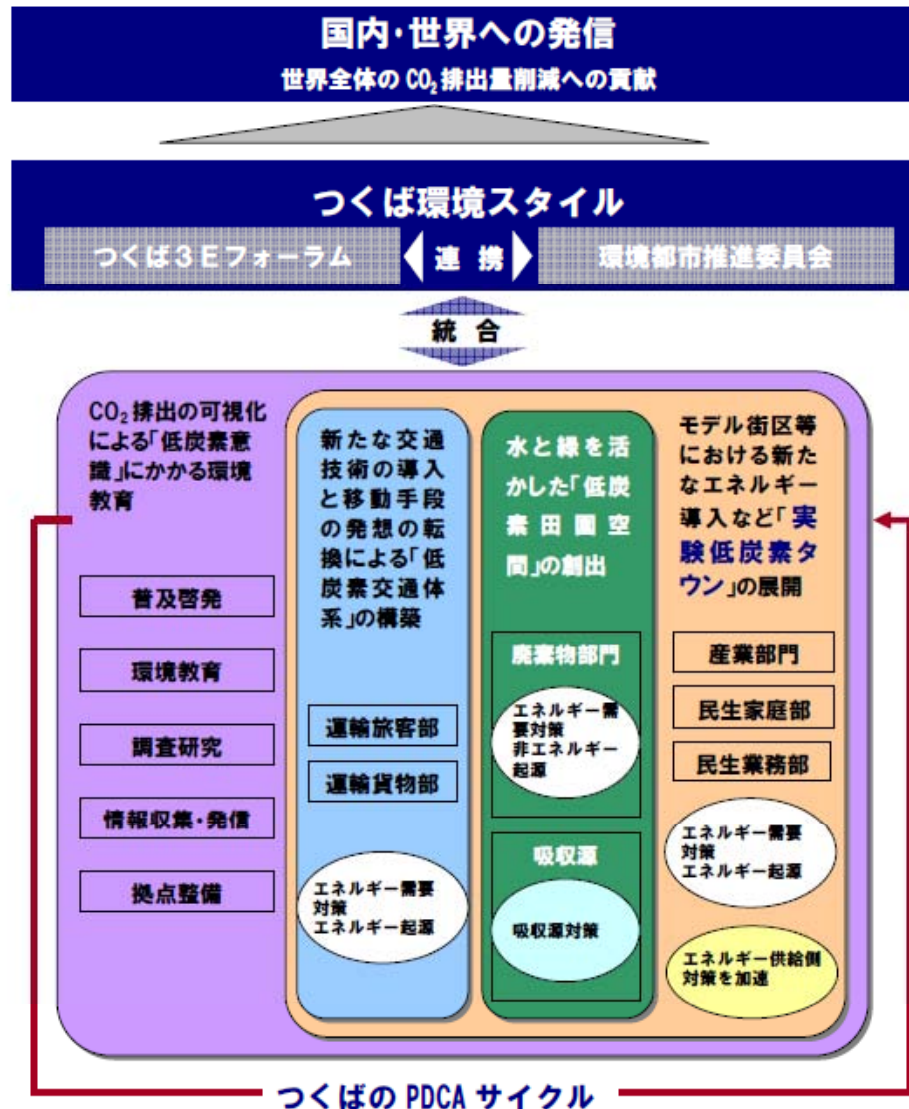 国内・世界への発信
世界全体の CO₂ 排出量削減への貢献
つくば環境スタイル
つくば３Ｅフォーラム
連 携
環境都市推進委員会
統 合
CO₂ 排出の可視化
による「低炭素意
識」にかかる環境
教育
普及啓発
環境教育
調査研究
情報収集・発信
拠点整備
新たな交通
技術の導入
と移動手段
の発想の転
換による「低
炭素交通体
系」の構築
運輸旅客部
運輸貨物部
エネルギー需要
対策
エネルギー起源
水と緑を活
かした「低炭
素田園空
間」の創出
廃棄物部門
エネルギー需
要対策
非エネルギー
起源
吸収源
吸収源対策
モデル街区等
における新た
なエネルギー
導入など「実
験低炭素タ
ウン」の展開
産業部門
民生家庭部
民生業務部
エネルギー需要
対策
エネルギー起源
エネルギー供給側
対策を加速
つくばの PDCA サイクル